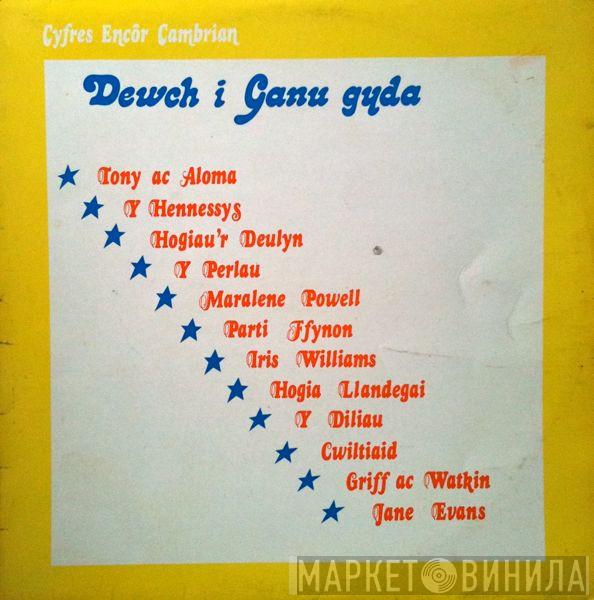 Cyfres Encôr Cambrian
Dewch i Ganu gyda
Tony ac Aloma
Y Hennessys
Hogiau'r Deulyn
Y Perlau
Maralene Powell
Parti Ffynon
Iris Williams
Hogia Llandegai
Y Diliau
Cwiltiaid
Griff ac Watkin
Jane Evans
МАРКЕТ ВИНИЛА